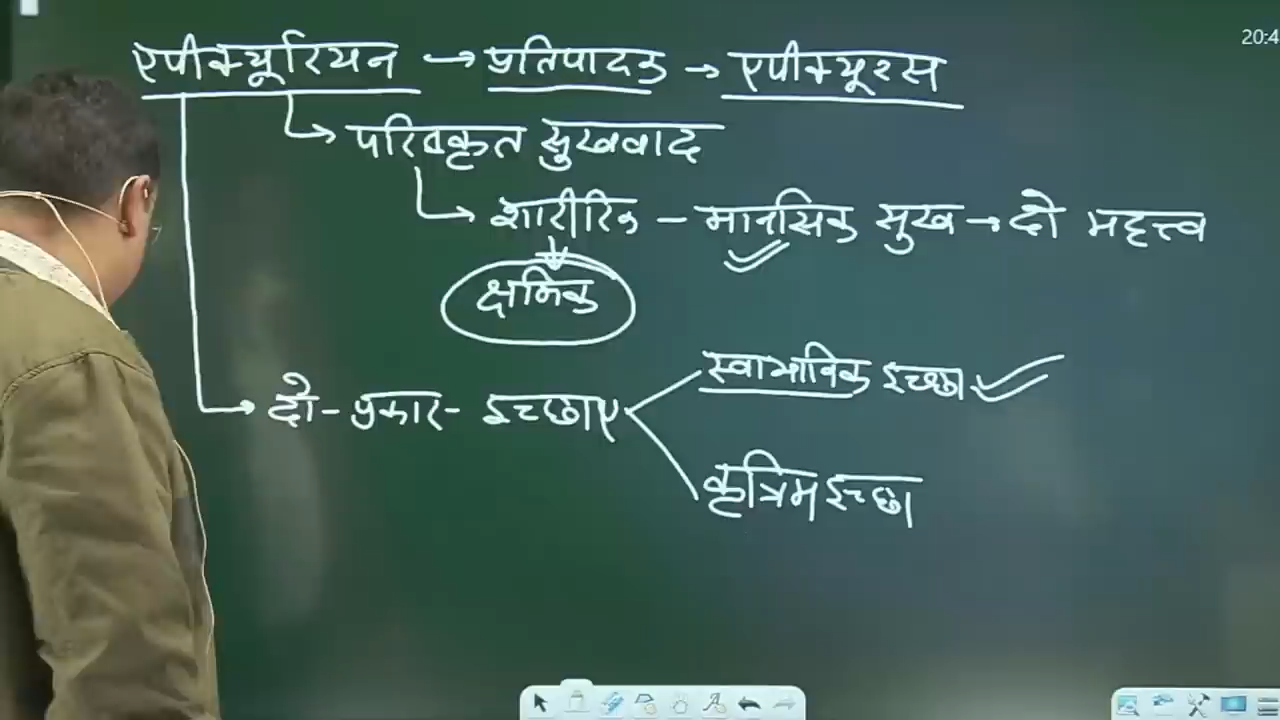 20:4
एपीक्यूरियन → प्रतिपादक → एपीक्यूरस
परिष्कृत सुखवाद
शारीरिक - मानसिक सुख → दो महत्त्व
क्षणिक
दो - प्रकार - इच्छाए
स्वाभाविक इच्छा
कृत्रिम इच्छा